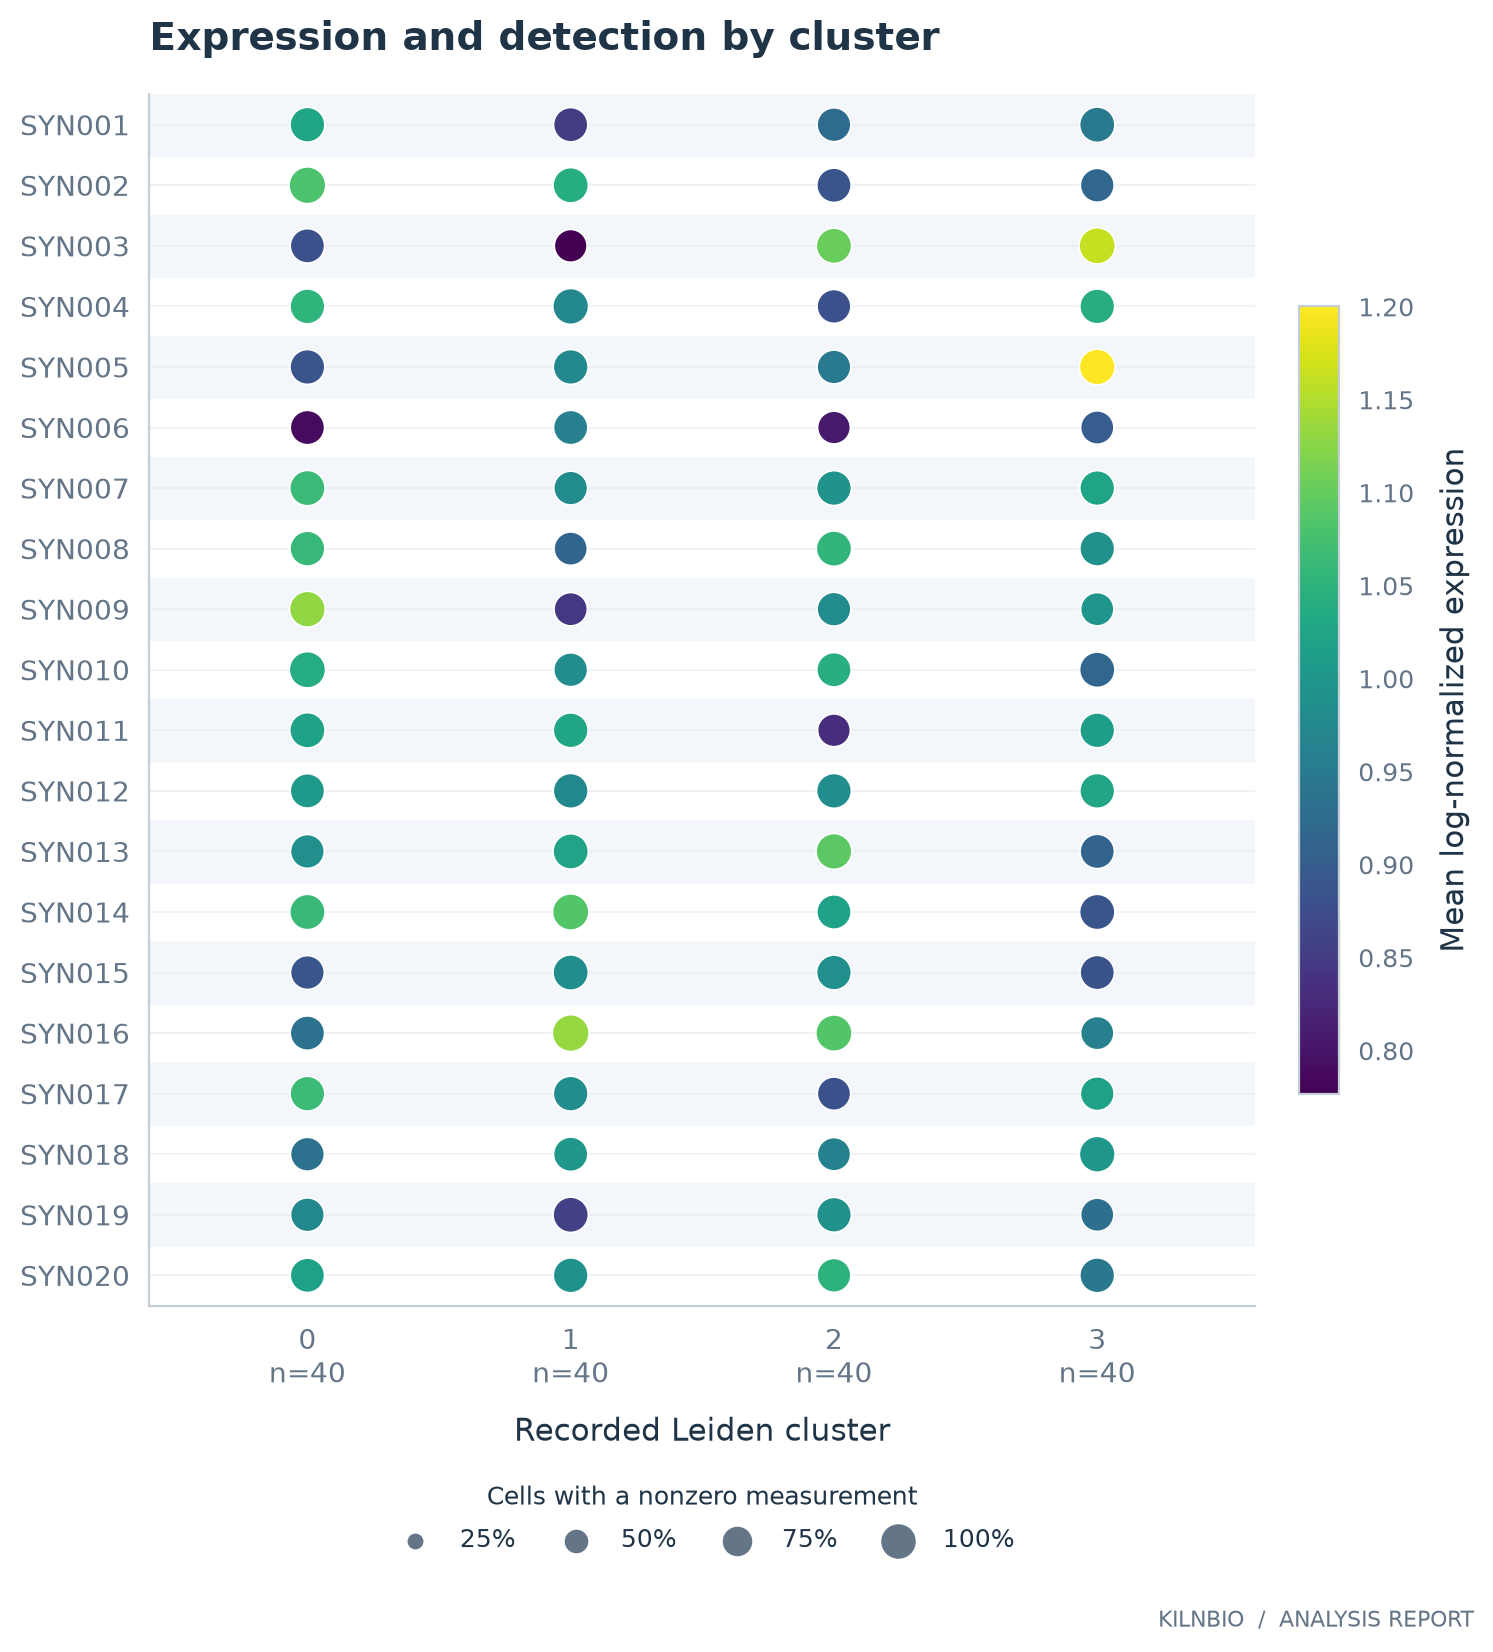 Expression and detection by cluster
SYN001
SYN002
SYN003
SYN004
SYN005
SYN006
SYN007
SYN008
SYN009
SYN010
SYN011
SYN012
SYN013
SYN014
SYN015
SYN016
SYN017
SYN018
SYN019
SYN020
0
n=40
1
n=40
2
n=40
3
n=40
Recorded Leiden cluster
1.20
1.15
1.10
1.05
1.00
0.95
0.90
0.85
0.80
Mean log-normalized expression
Cells with a nonzero measurement
25% 50% 75% 100%
KILNBIO / ANALYSIS REPORT